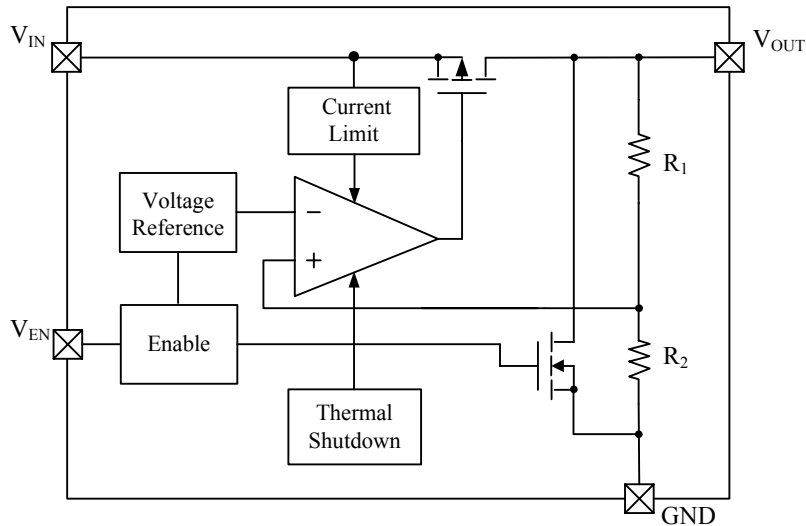 V_IN
V_OUT
Current
Limit
R_1
Voltage
Reference
−
+
V_EN
Enable
R_2
Thermal
Shutdown
GND